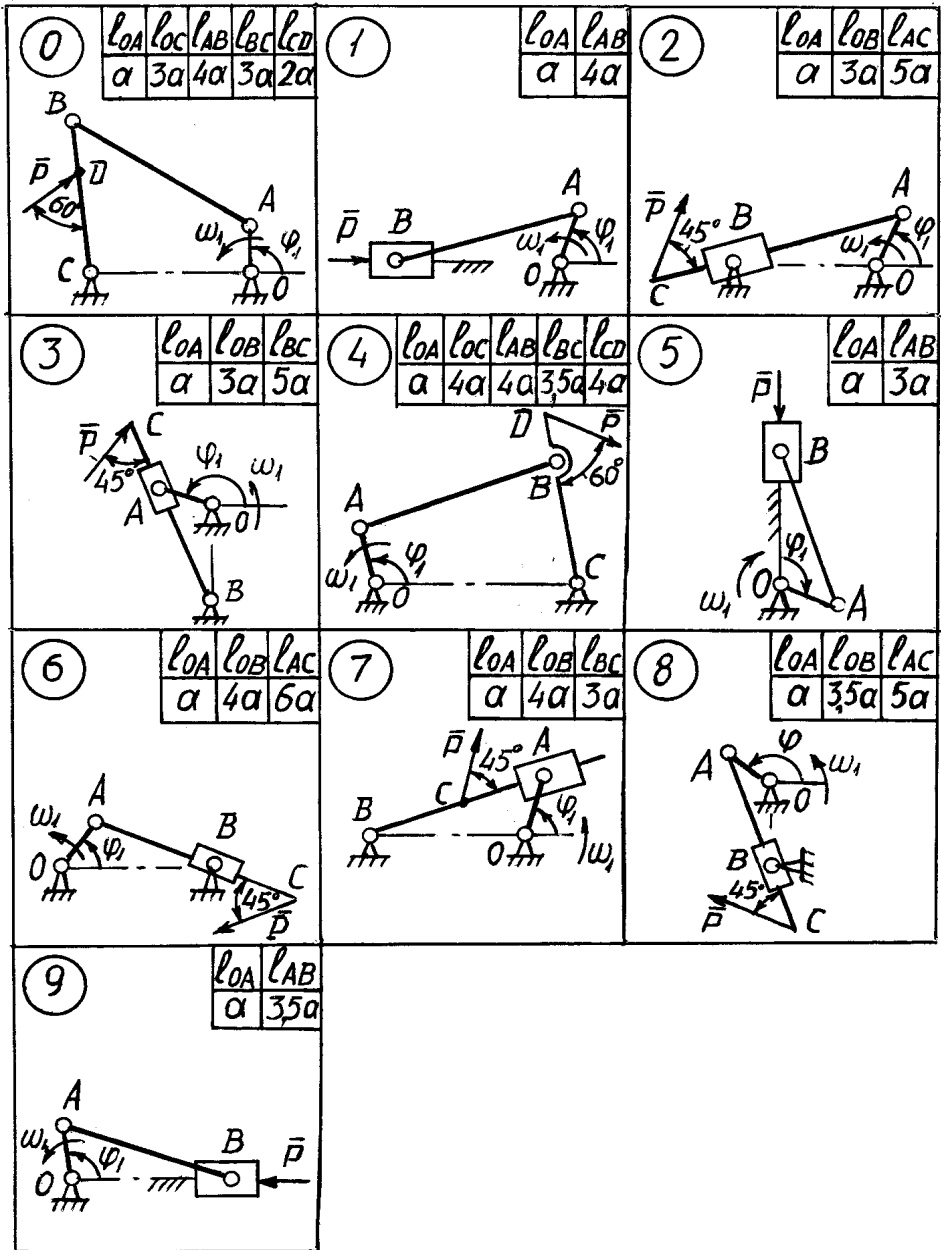 0
l_OA l_OC l_AB l_BC l_CD
a 3a 4a 3a 2a
B
P̄ D
60°
A
ω₁ φ₁
C O
1
l_OA l_AB
a 4a
A
P̄ B ω₁ φ₁
O
2
l_OA l_OB l_AC
a 3a 5a
P̄ A
45° B ω₁ φ₁
C O
3
l_OA l_OB l_BC
a 3a 5a
P̄ C
45° φ₁ ω₁
A O
B
4
l_OA l_OC l_AB l_BC l_CD
a 4a 4a 3,5a 4a
D P̄
B 60°
A
ω₁ φ₁
O C
5
l_OA l_AB
a 3a
P̄
B
φ₁
O
ω₁ A
6
l_OA l_OB l_AC
a 4a 6a
A
ω₁ B
O φ₁ C
45°
P̄
7
l_OA l_OB l_BC
a 4a 3a
P̄ 45° A
C
B φ₁
O ω₁
8
l_OA l_OB l_AC
a 3,5a 5a
A φ ω₁
O
B
45°
P̄ C
9
l_OA l_AB
a 3,5a
A
ω₁ B P̄
φ₁
O